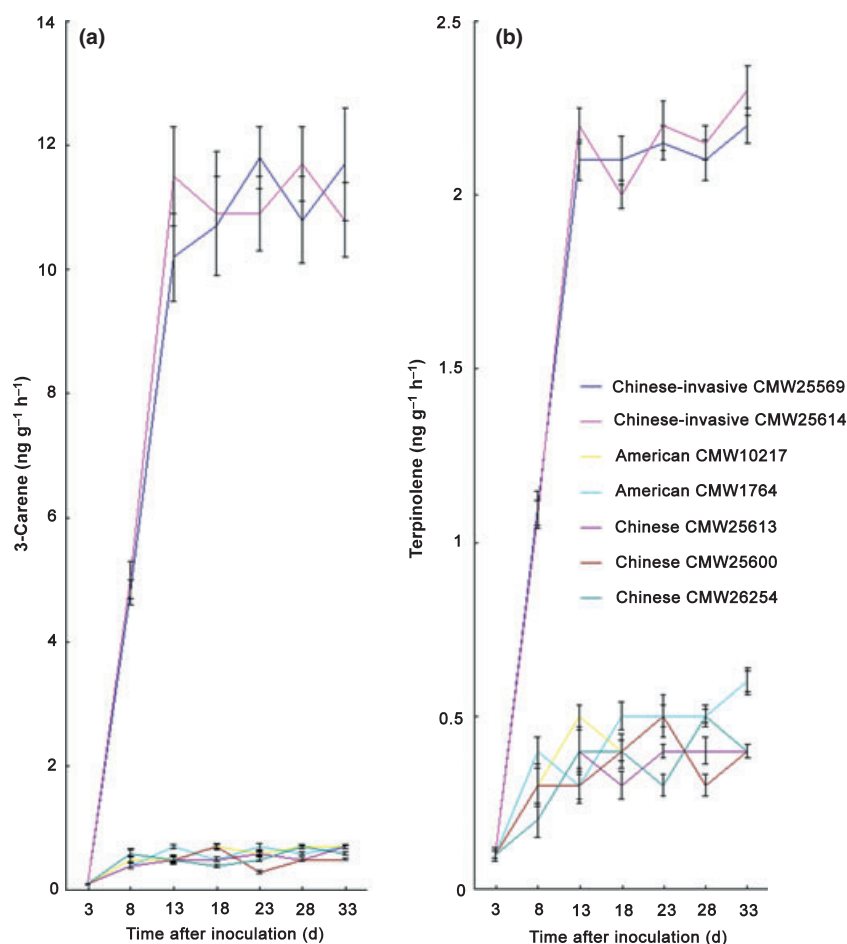 (a)
14
12
10
8
6
4
2
0
3-Carene (ng g⁻¹ h⁻¹)
3 8 13 18 23 28 33
Time after inoculation (d)
(b)
2.5
2
1.5
1
0.5
0
Terpinolene (ng g⁻¹ h⁻¹)
Chinese-invasive CMW25569
Chinese-invasive CMW25614
American CMW10217
American CMW1764
Chinese CMW25613
Chinese CMW25600
Chinese CMW26254
3 8 13 18 23 28 33
Time after inoculation (d)